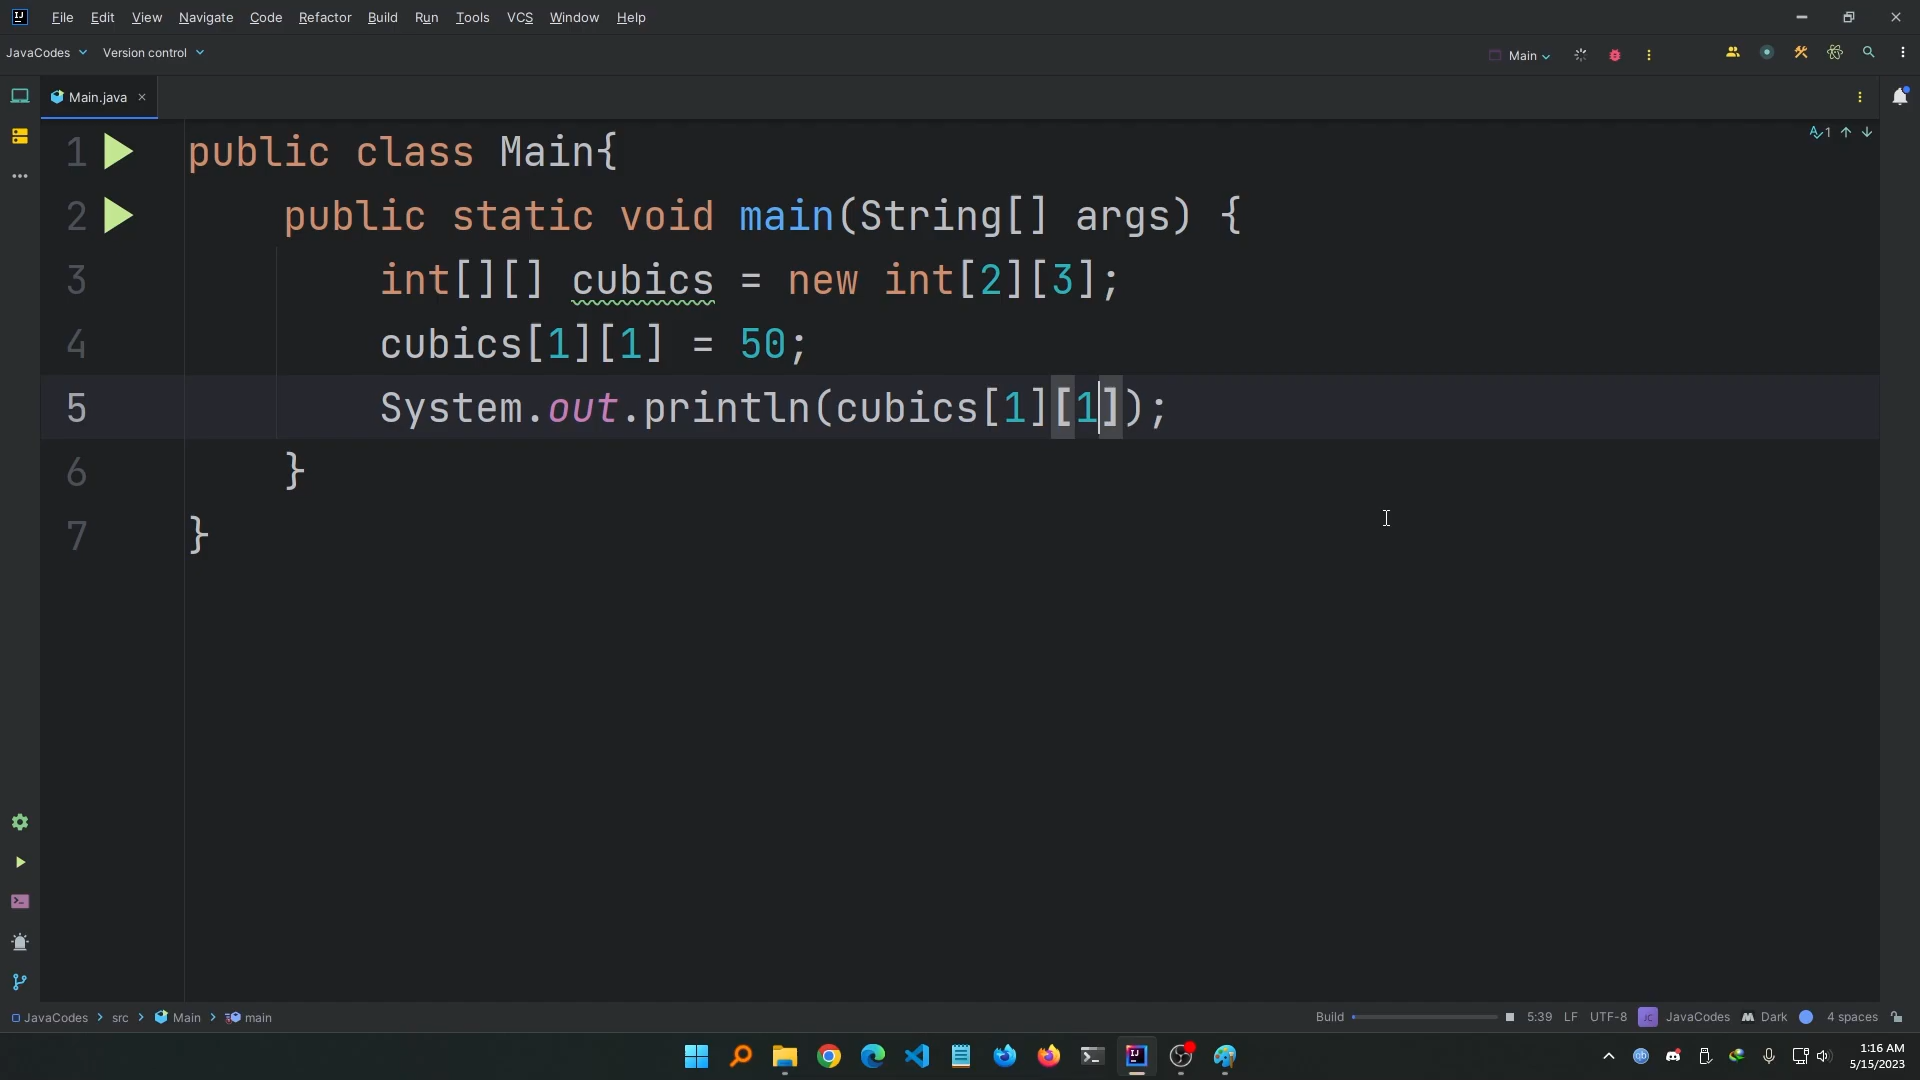 File Edit View Navigate Code Refactor Build Run Tools VCS Window Help
JavaCodes Version control Main
Main.java
1
1 public class Main{
2 public static void main(String[] args) {
3 int[][] cubics = new int[2][3];
4 cubics[1][1] = 50;
5 System.out.println(cubics[1][1]);
6 }
7 }
JavaCodes > src > Main > main Build 5:39 LF UTF-8 JC JavaCodes Dark 4 spaces
1:16 AM
5/15/2023